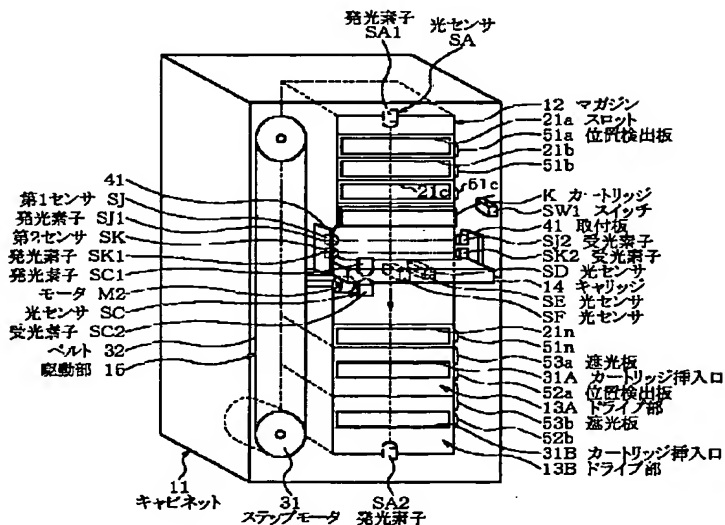 発光素子
SA1
光センサ
SA
12 マガジン
21a スロット
51a 位置検出板
21b
51b
21c
51c
K カートリッジ
SW1 スイッチ
41 取付板
SJ2 受光素子
SK2 受光素子
SD 光センサ
14 キャリッジ
SE 光センサ
SF 光センサ
21n
51n
53a 遮光板
31A カートリッジ挿入口
52a 位置検出板
13A ドライブ部
53b 遮光板
52b
31B カートリッジ挿入口
13B ドライブ部
41
第1センサ SJ
発光素子 SJ1
第2センサ SK
発光素子 SK1
発光素子 SC1
モータ M2
光センサ SC
受光素子 SC2
ベルト 32
駆動部 15
11
キャビネット
31
ステップモータ
SA2
発光素子